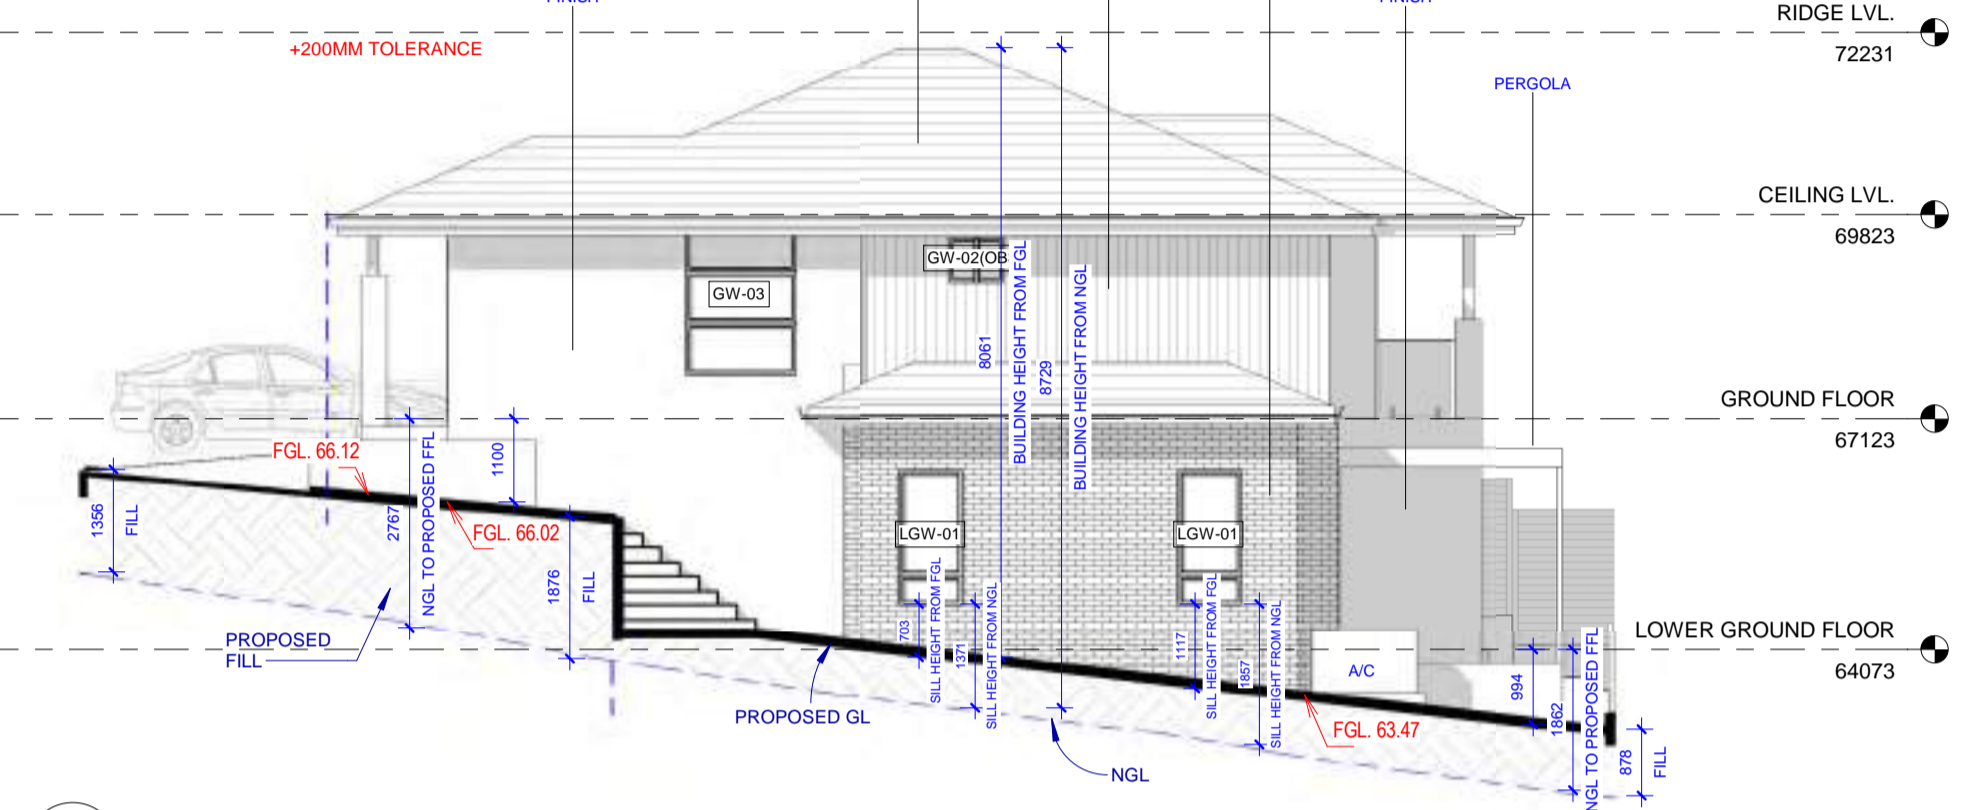 FINISH
FINISH
RIDGE LVL.
72231
+200MM TOLERANCE
PERGOLA
CEILING LVL.
69823
GW-02(OB
GW-03
8061
BUILDING HEIGHT FROM FGL
8729
BUILDING HEIGHT FROM NGL
GROUND FLOOR
67123
FGL. 66.12
1100
2767
NGL TO PROPOSED FFL
FGL. 66.02
1356
FILL
1876
FILL
LGW-01
LGW-01
703
SILL HEIGHT FROM FGL
1371
SILL HEIGHT FROM NGL
1117
SILL HEIGHT FROM FGL
1857
SILL HEIGHT FROM NGL
PROPOSED
FILL
LOWER GROUND FLOOR
64073
A/C
994
1862
NGL TO PROPOSED FFL
PROPOSED GL
FGL. 63.47
NGL
878
FILL